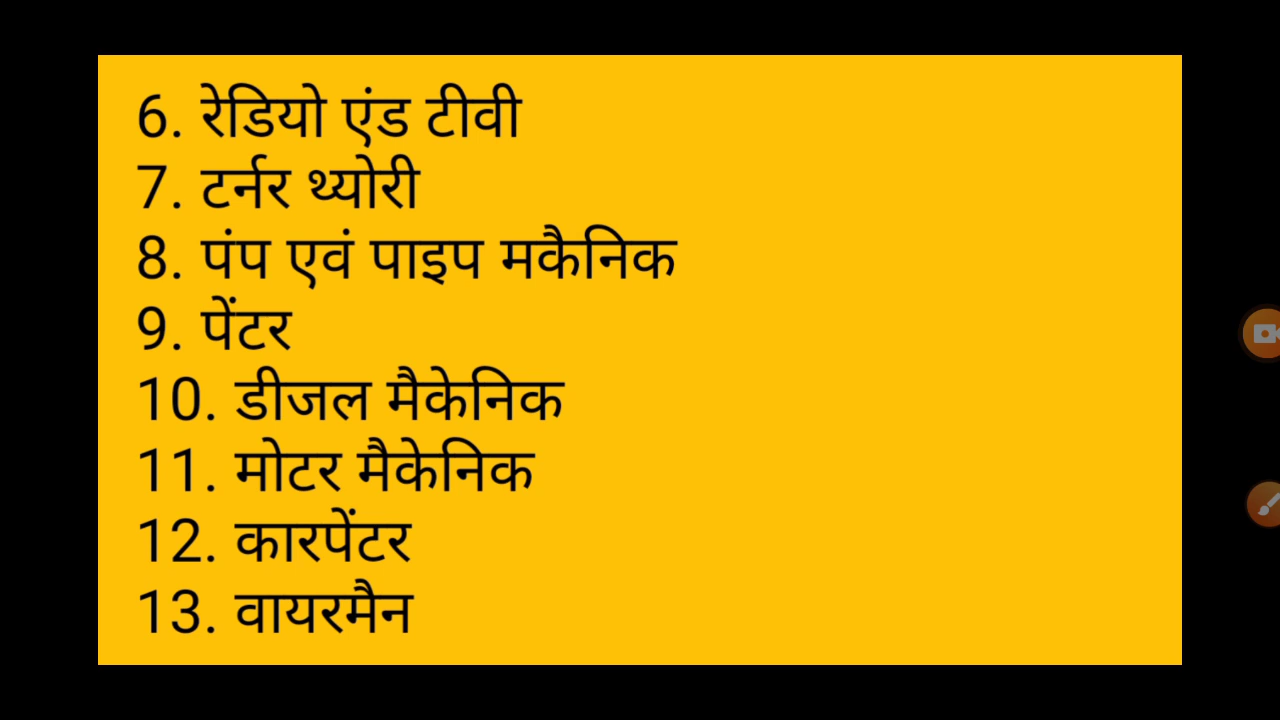 6. रेडियो एंड टीवी
7. टर्नर थ्योरी
8. पंप एवं पाइप मकैनिक
9. पेंटर
10. डीजल मैकेनिक
11. मोटर मैकेनिक
12. कारपेंटर
13. वायरमैन